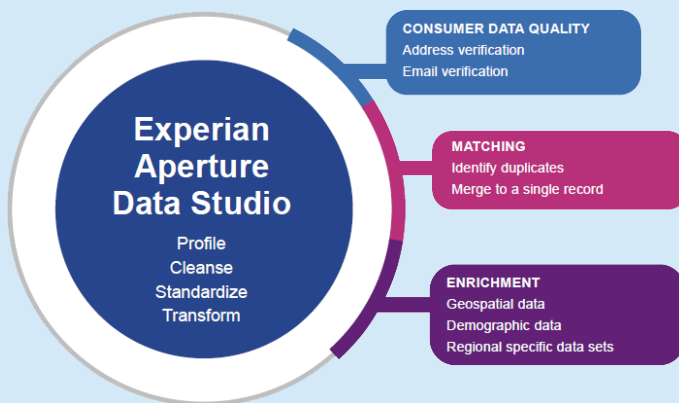 Experian
Aperture
Data Studio
Profile
Cleanse
Standardize
Transform
CONSUMER DATA QUALITY
Address verification
Email verification
MATCHING
Identify duplicates
Merge to a single record
ENRICHMENT
Geospatial data
Demographic data
Regional specific data sets